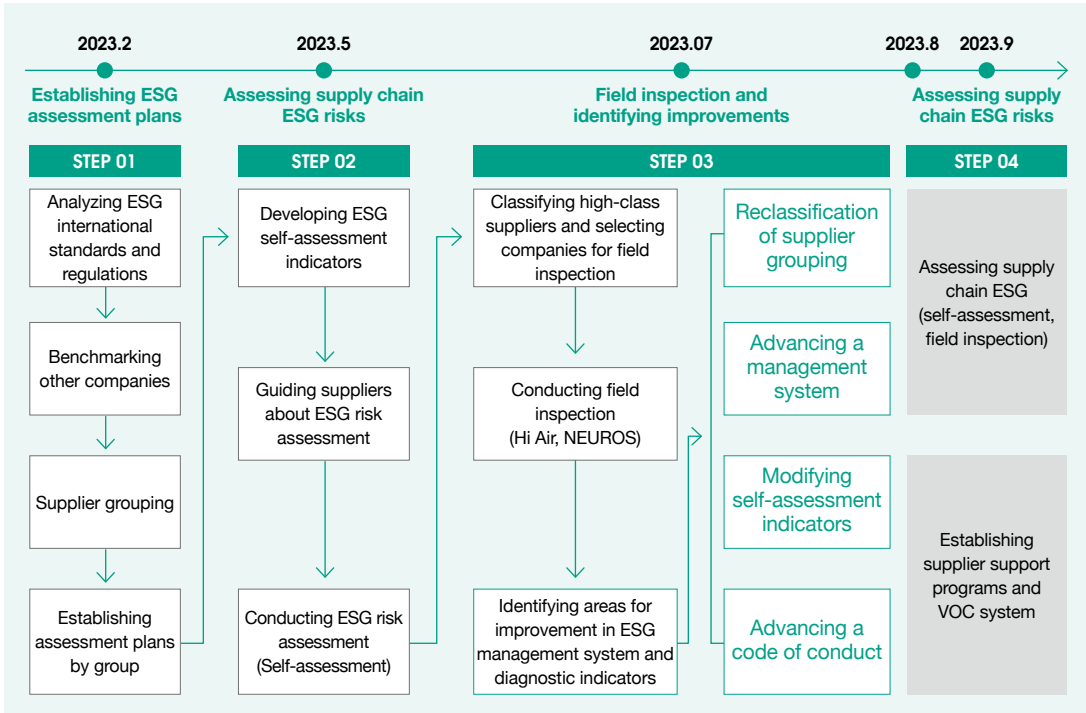 2023.2
2023.5
2023.07
2023.8
2023.9
Establishing ESG
assessment plans
Assessing supply chain
ESG risks
Field inspection and
identifying improvements
Assessing supply
chain ESG risks
STEP 01
Analyzing ESG
international
standards and
regulations
Benchmarking
other companies
Supplier grouping
Establishing
assessment plans
by group
STEP 02
Developing ESG
self-assessment
indicators
Guiding suppliers
about ESG risk
assessment
Conducting ESG risk
assessment
(Self-assessment)
STEP 03
Classifying high-class
suppliers and selecting
companies for field
inspection
Conducting field
inspection
(Hi Air, NEUROS)
Identifying areas for
improvement in ESG
management system and
diagnostic indicators
Reclassification
of supplier
grouping
Advancing a
management
system
Modifying
self-assessment
indicators
Advancing a
code of conduct
STEP 04
Assessing supply
chain ESG
(self-assessment,
field inspection)
Establishing
supplier support
programs and
VOC system